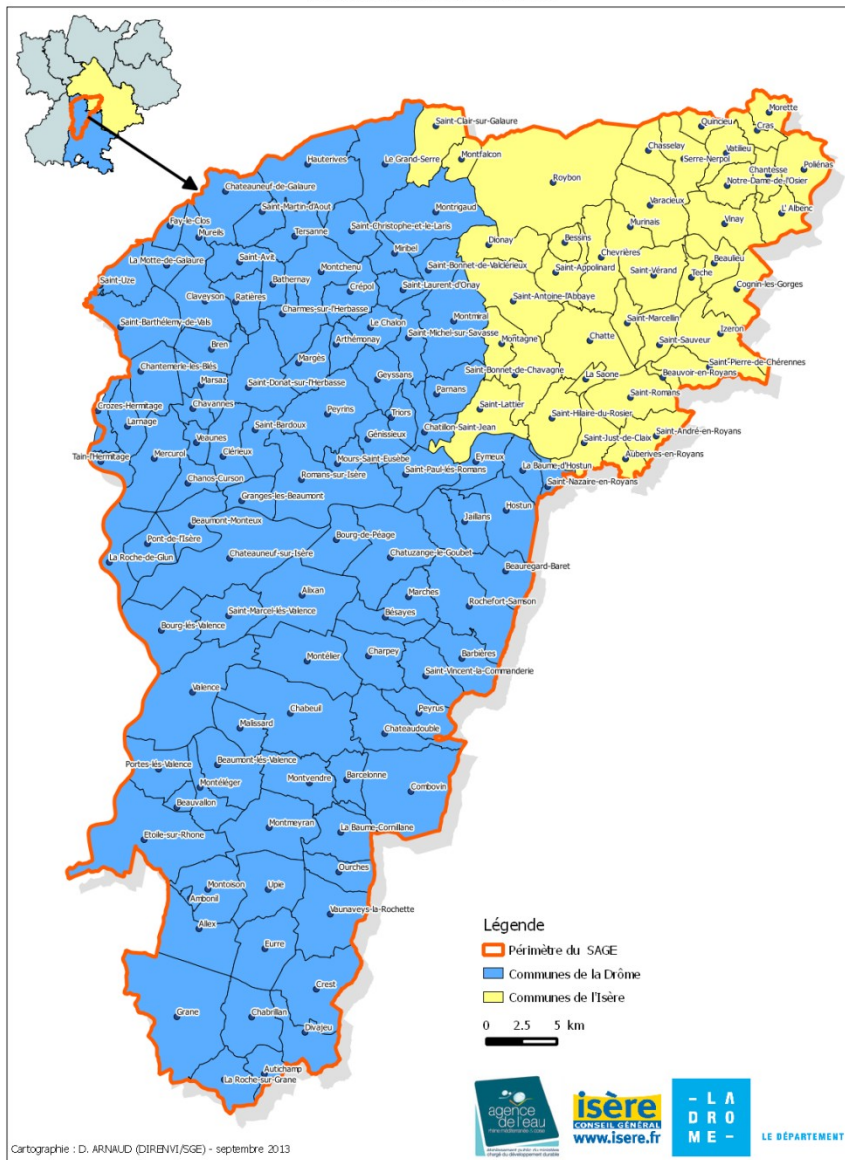 Morette
Saint-Clair-sur-Galaure
Quincieu
Cras
Chasselay
Vatilieu
Hauterives
Le Grand-Serre
Montfalcon
Serre-Nerpol
Poliénas
Chantesse
Roybon
Notre-Dame-de-l'Osier
Chateauneuf-de-Galaure
Varacieux
L' Albenc
Saint-Martin-d'Aout
Montrigaud
Fay-le-Clos
Saint-Christophe-et-le-Laris
Murinais
Vinay
Mureils
Tersanne
Dionay
Bessins
Miribel
Chevrières
La Motte-de-Galaure
Saint-Avit
Beaulieu
Montchenu
Saint-Bonnet-de-Valclérieux
Saint-Appolinard
Saint-Vérand
Teche
Saint-Uze
Bathernay
Crépol
Saint-Laurent-d'Onay
Cognin-les-Gorges
Claveyson
Ratières
Saint-Antoine-l'Abbaye
Charmes-sur-l'Herbasse
Montmiral
Saint-Barthélemy-de-Vals
Le Chalon
Saint-Marcellin
Saint-Michel-sur-Savasse
Izeron
Bren
Arthémonay
Montagne
Chatte
Saint-Sauveur
Margès
Saint-Pierre-de-Chérennes
Chantemerle-les-Blés
Geyssans
Saint-Bonnet-de-Chavagne
Beauvoir-en-Royans
Marsaz
Saint-Donat-sur-l'Herbasse
La Saone
Parnans
Saint-Romans
Crozes-Hermitage
Chavannes
Peyrins
Triors
Saint-Lattier
Larnage
Saint-Bardoux
Chatillon-Saint-Jean
Saint-Hilaire-du-Rosier
Saint-André-en-Royans
Veaunes
Génissieux
Saint-Just-de-Claix
Tain-l'Hermitage
Mercurol
Clérieux
Mours-Saint-Eusèbe
Eymeux
Auberives-en-Royans
Saint-Paul-lés-Romans
La Baume-d'Hostun
Chanos-Curson
Romans-sur-Isère
Saint-Nazaire-en-Royans
Granges-les-Beaumont
Hostun
Beaumont-Monteux
Jaillans
Pont-de-l'Isère
Bourg-de-Péage
La Roche-de-Glun
Chateauneuf-sur-Isère
Chatuzange-le-Goubet
Beauregard-Baret
Alixan
Marches
Rochefort-Samson
Saint-Marcel-lés-Valence
Bésayes
Bourg-lés-Valence
Montélier
Charpey
Barbières
Saint-Vincent-la-Commanderie
Valence
Chabeuil
Peyrus
Malissard
Chateaudouble
Portes-lés-Valence
Beaumont-lés-Valence
Montéléger
Montvendre
Barcelonne
Combovin
Beauvallon
Montmeyran
La Baume-Cornillane
Etoile-sur-Rhone
Ourches
Montoison
Upie
Ambonil
Vaunaveys-la-Rochette
Allex
Eurre
Crest
Grane
Chabrillan
Divajeu
Autichamp
La Roche-sur-Grane
Légende
Périmètre du SAGE
Communes de la Drôme
Communes de l'Isère
0 2.5 5 km
agence
de l'eau
isère
CONSEIL GÉNÉRAL
www.isere.fr
- L A
D R O
M E -
LE DÉPARTEMENT
Cartographie : D. ARNAUD (DIRENVI/SGE) - septembre 2013